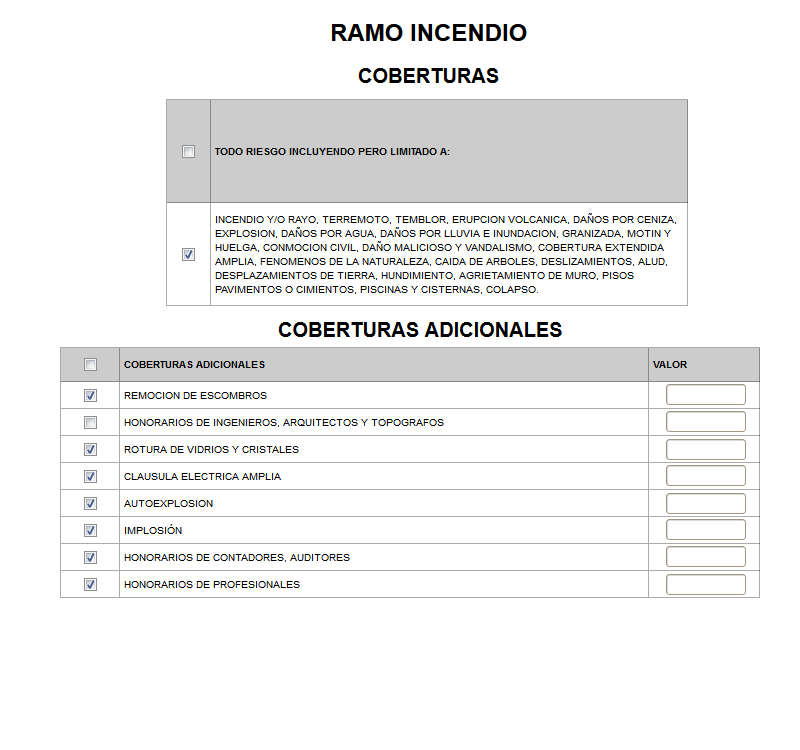 RAMO INCENDIO
COBERTURAS
TODO RIESGO INCLUYENDO PERO LIMITADO A:
INCENDIO Y/O RAYO, TERREMOTO, TEMBLOR, ERUPCION VOLCANICA, DAÑOS POR CENIZA,
EXPLOSION, DAÑOS POR AGUA, DAÑOS POR LLUVIA E INUNDACION, GRANIZADA, MOTIN Y
HUELGA, CONMOCION CIVIL, DAÑO MALICIOSO Y VANDALISMO, COBERTURA EXTENDIDA
AMPLIA, FENOMENOS DE LA NATURALEZA, CAIDA DE ARBOLES, DESLIZAMIENTOS, ALUD,
DESPLAZAMIENTOS DE TIERRA, HUNDIMIENTO, AGRIETAMIENTO DE MURO, PISOS
PAVIMENTOS O CIMIENTOS, PISCINAS Y CISTERNAS, COLAPSO.
COBERTURAS ADICIONALES
COBERTURAS ADICIONALES VALOR
REMOCION DE ESCOMBROS
HONORARIOS DE INGENIEROS, ARQUITECTOS Y TOPOGRAFOS
ROTURA DE VIDRIOS Y CRISTALES
CLAUSULA ELECTRICA AMPLIA
AUTOEXPLOSION
IMPLOSIÓN
HONORARIOS DE CONTADORES, AUDITORES
HONORARIOS DE PROFESIONALES